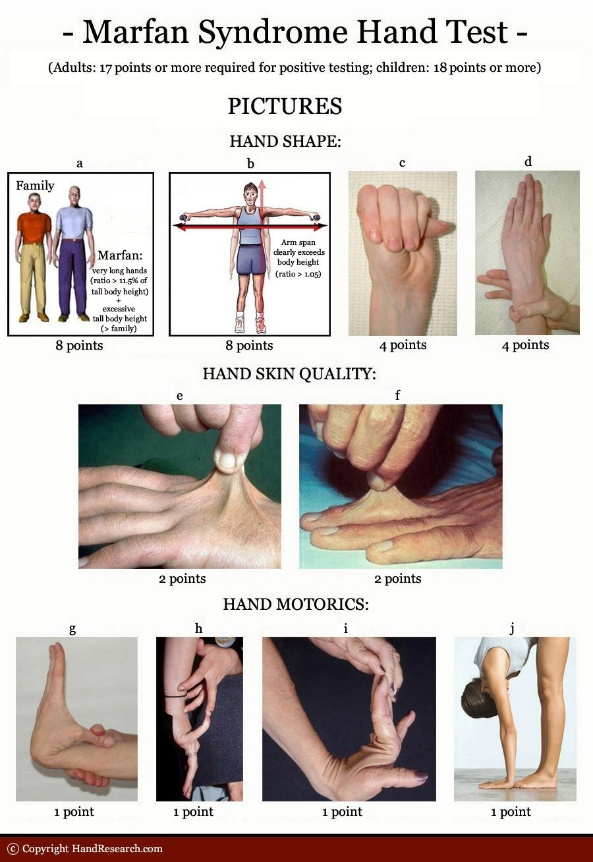 - Marfan Syndrome Hand Test -
(Adults: 17 points or more required for positive testing; children: 18 points or more)
PICTURES
HAND SHAPE:
a
b
c
d
Family
Marfan:
very long hands
(ratio > 11.5% of
tall body height)
+
excessive
tall body height
(> family)
Arm span
clearly exceeds
body height
(ratio > 1.05)
8 points
8 points
4 points
4 points
HAND SKIN QUALITY:
e
f
2 points
2 points
HAND MOTORICS:
g
h
i
j
1 point
1 point
1 point
1 point
© Copyright HandResearch.com